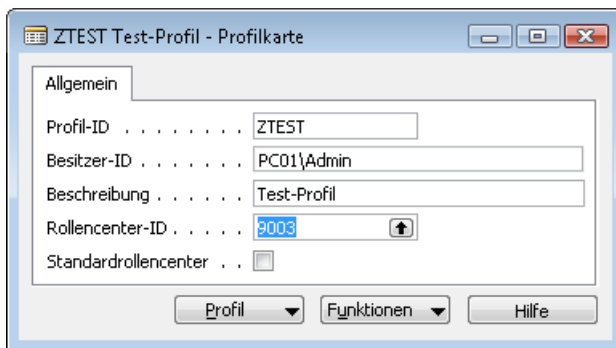 ZTEST Test-Profil - Profilkarte
Allgemein
Profil-ID . . . . . . . . ZTEST
Besitzer-ID . . . . . . . PC01\Admin
Beschreibung . . . . . . Test-Profil
Rollencenter-ID . . . . . 9003
Standardrollencenter . .
Profil Funktionen Hilfe